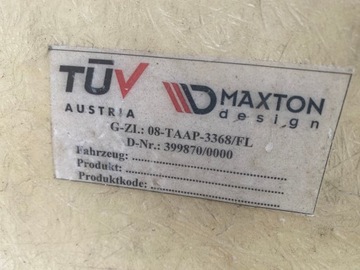 TÜV
AUSTRIA
MAXTON
design
G-Zl.: 08-TAAP-3368/FL
D-Nr.: 399870/0000
Fahrzeug:
Produkt:
Produktkode: